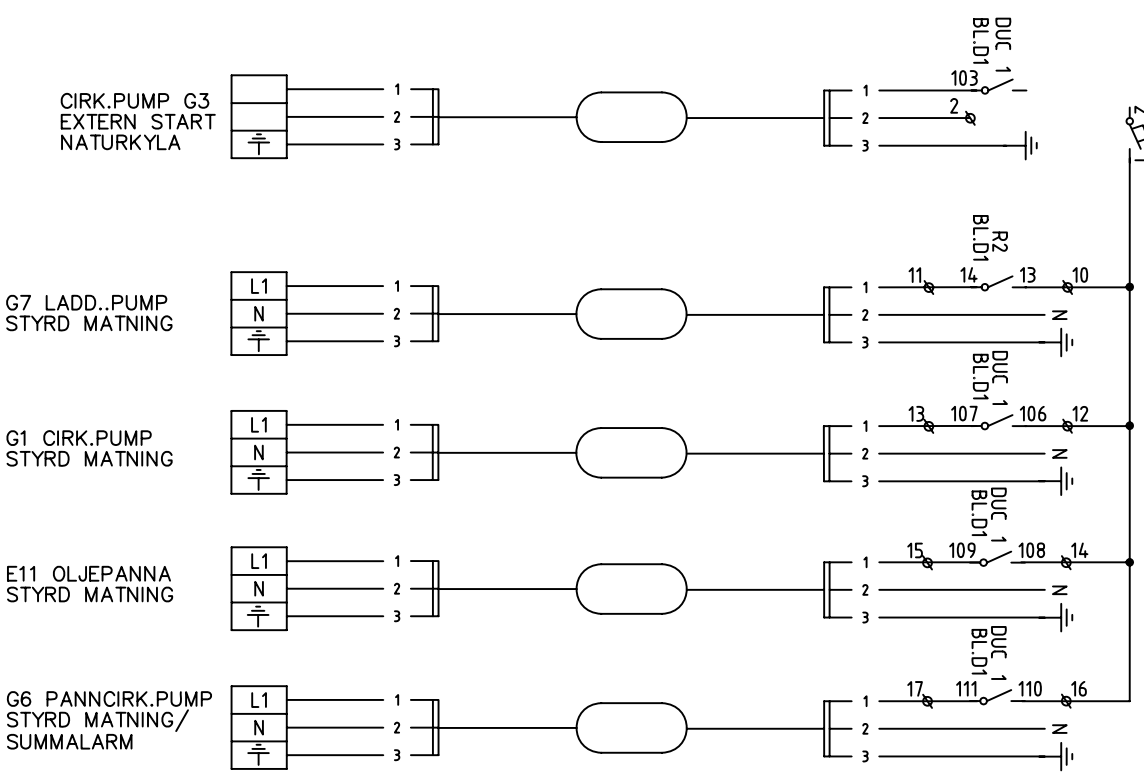 DUC 1
BL.D1
CIRK.PUMP G3
EXTERN START
NATURKYLA
1
2
3
1
2
3
103
2
R2
BL.D1
G7 LADD..PUMP
STYRD MATNING
L1
N
1
2
3
1
2
3
11 14 13 10
N
DUC 1
BL.D1
G1 CIRK.PUMP
STYRD MATNING
L1
N
1
2
3
1
2
3
13 107 106 12
N
DUC 1
BL.D1
E11 OLJEPANNA
STYRD MATNING
L1
N
1
2
3
1
2
3
15 109 108 14
N
DUC 1
BL.D1
G6 PANNCIRK.PUMP
STYRD MATNING/
SUMMALARM
L1
N
1
2
3
1
2
3
17 111 110 16
N